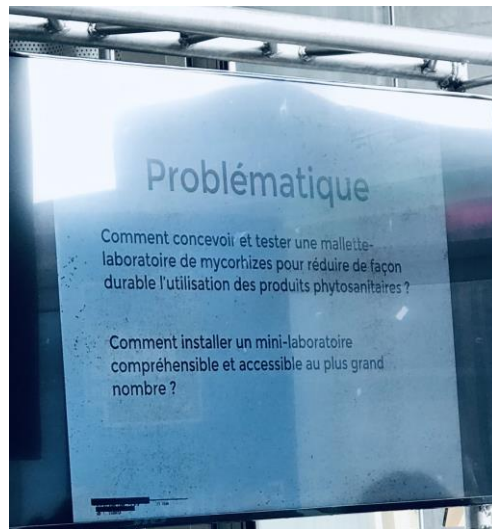 Problématique
Comment concevoir et tester une mallette-
laboratoire de mycorhizes pour réduire de façon
durable l'utilisation des produits phytosanitaires ?
Comment installer un mini-laboratoire
compréhensible et accessible au plus grand
nombre ?